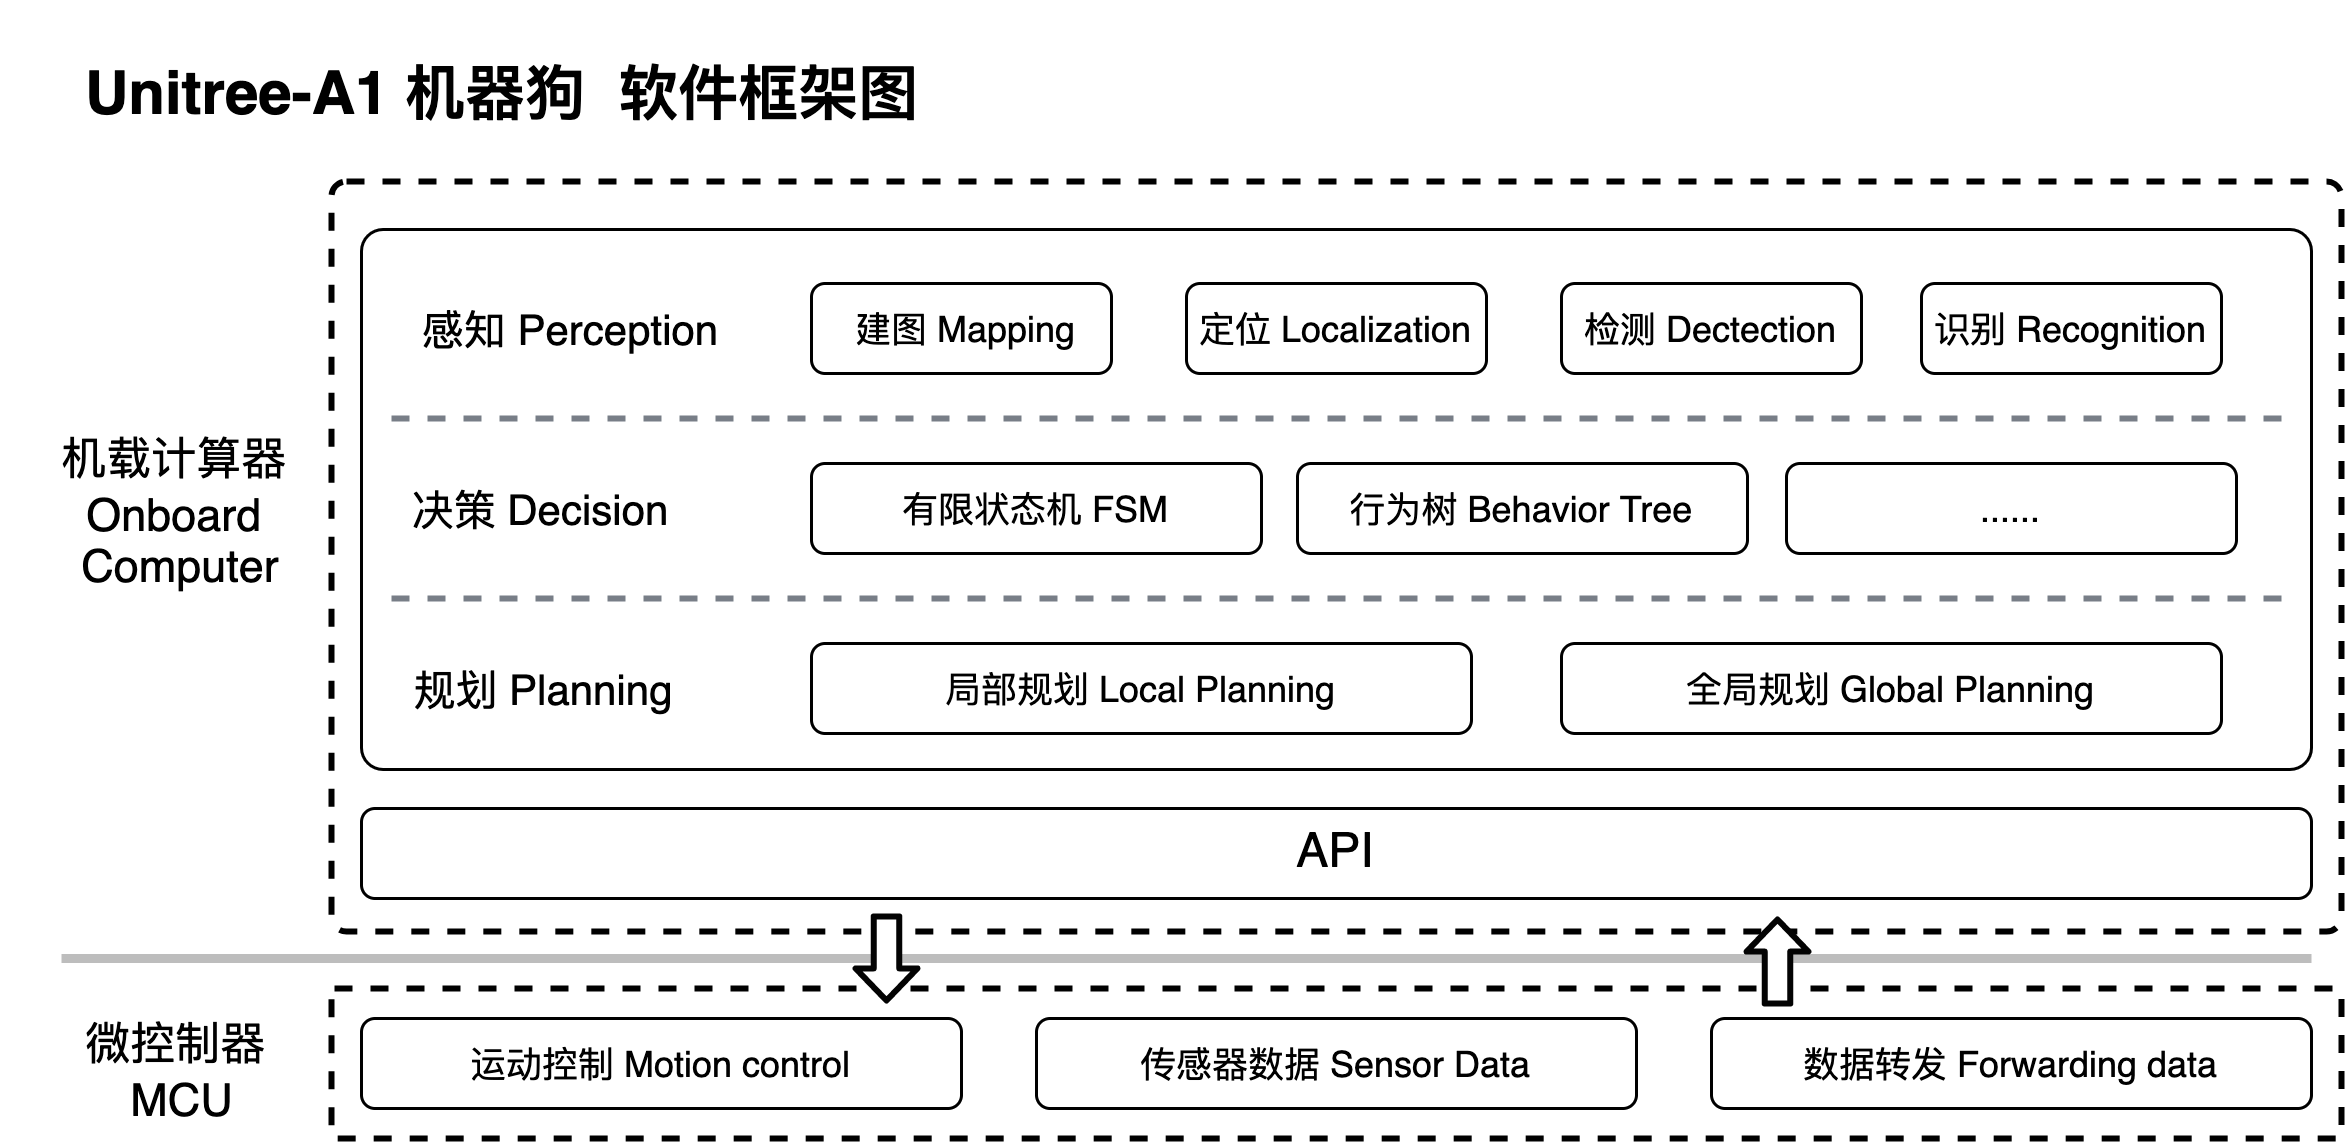 Unitree-A1 机器狗 软件框架图
感知 Perception
建图 Mapping
定位 Localization
检测 Dectection
识别 Recognition
机载计算器
Onboard
Computer
决策 Decision
有限状态机 FSM
行为树 Behavior Tree
......
规划 Planning
局部规划 Local Planning
全局规划 Global Planning
API
微控制器
MCU
运动控制 Motion control
传感器数据 Sensor Data
数据转发 Forwarding data